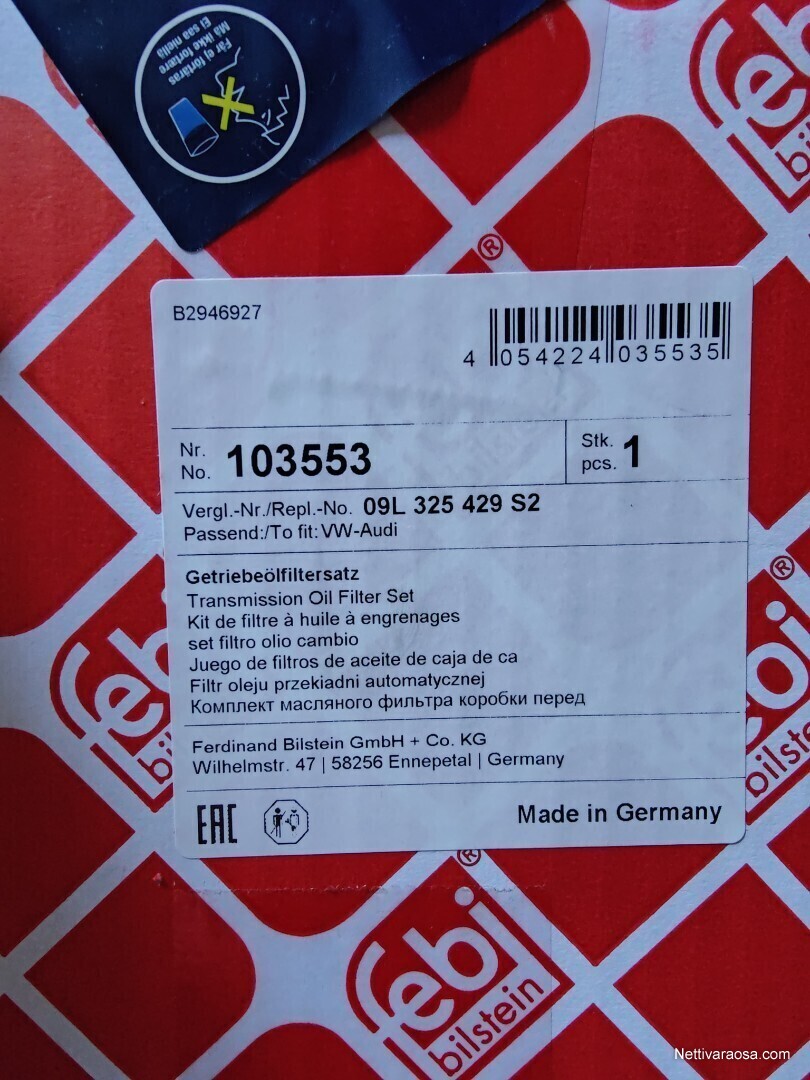 Får ej förtäras
Må ikke fortære
Ei saa niellä
febi
bilstein
B2946927
4 054224 035535
Nr.
No. 103553
Stk.
pcs. 1
Vergl.-Nr./Repl.-No. 09L 325 429 S2
Passend:/To fit: VW-Audi
Getriebeölfiltersatz
Transmission Oil Filter Set
Kit de filtre à huile à engrenages
set filtro olio cambio
Juego de filtros de aceite de caja de ca
Filtr oleju przekiadni automatycznej
Комплект масляного фильтра коробки перед
Ferdinand Bilstein GmbH + Co. KG
Wilhelmstr. 47 | 58256 Ennepetal | Germany
EAC
Made in Germany
febi
bilstein
febi
bilstein
febi
bilstein
Nettivaraosa.com